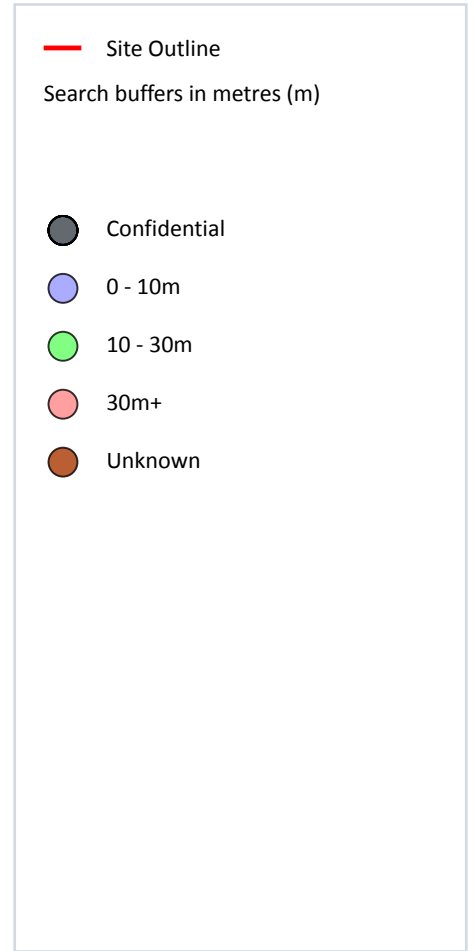 Site Outline
Search buffers in metres (m)
Confidential
0 - 10m
10 - 30m
30m+
Unknown